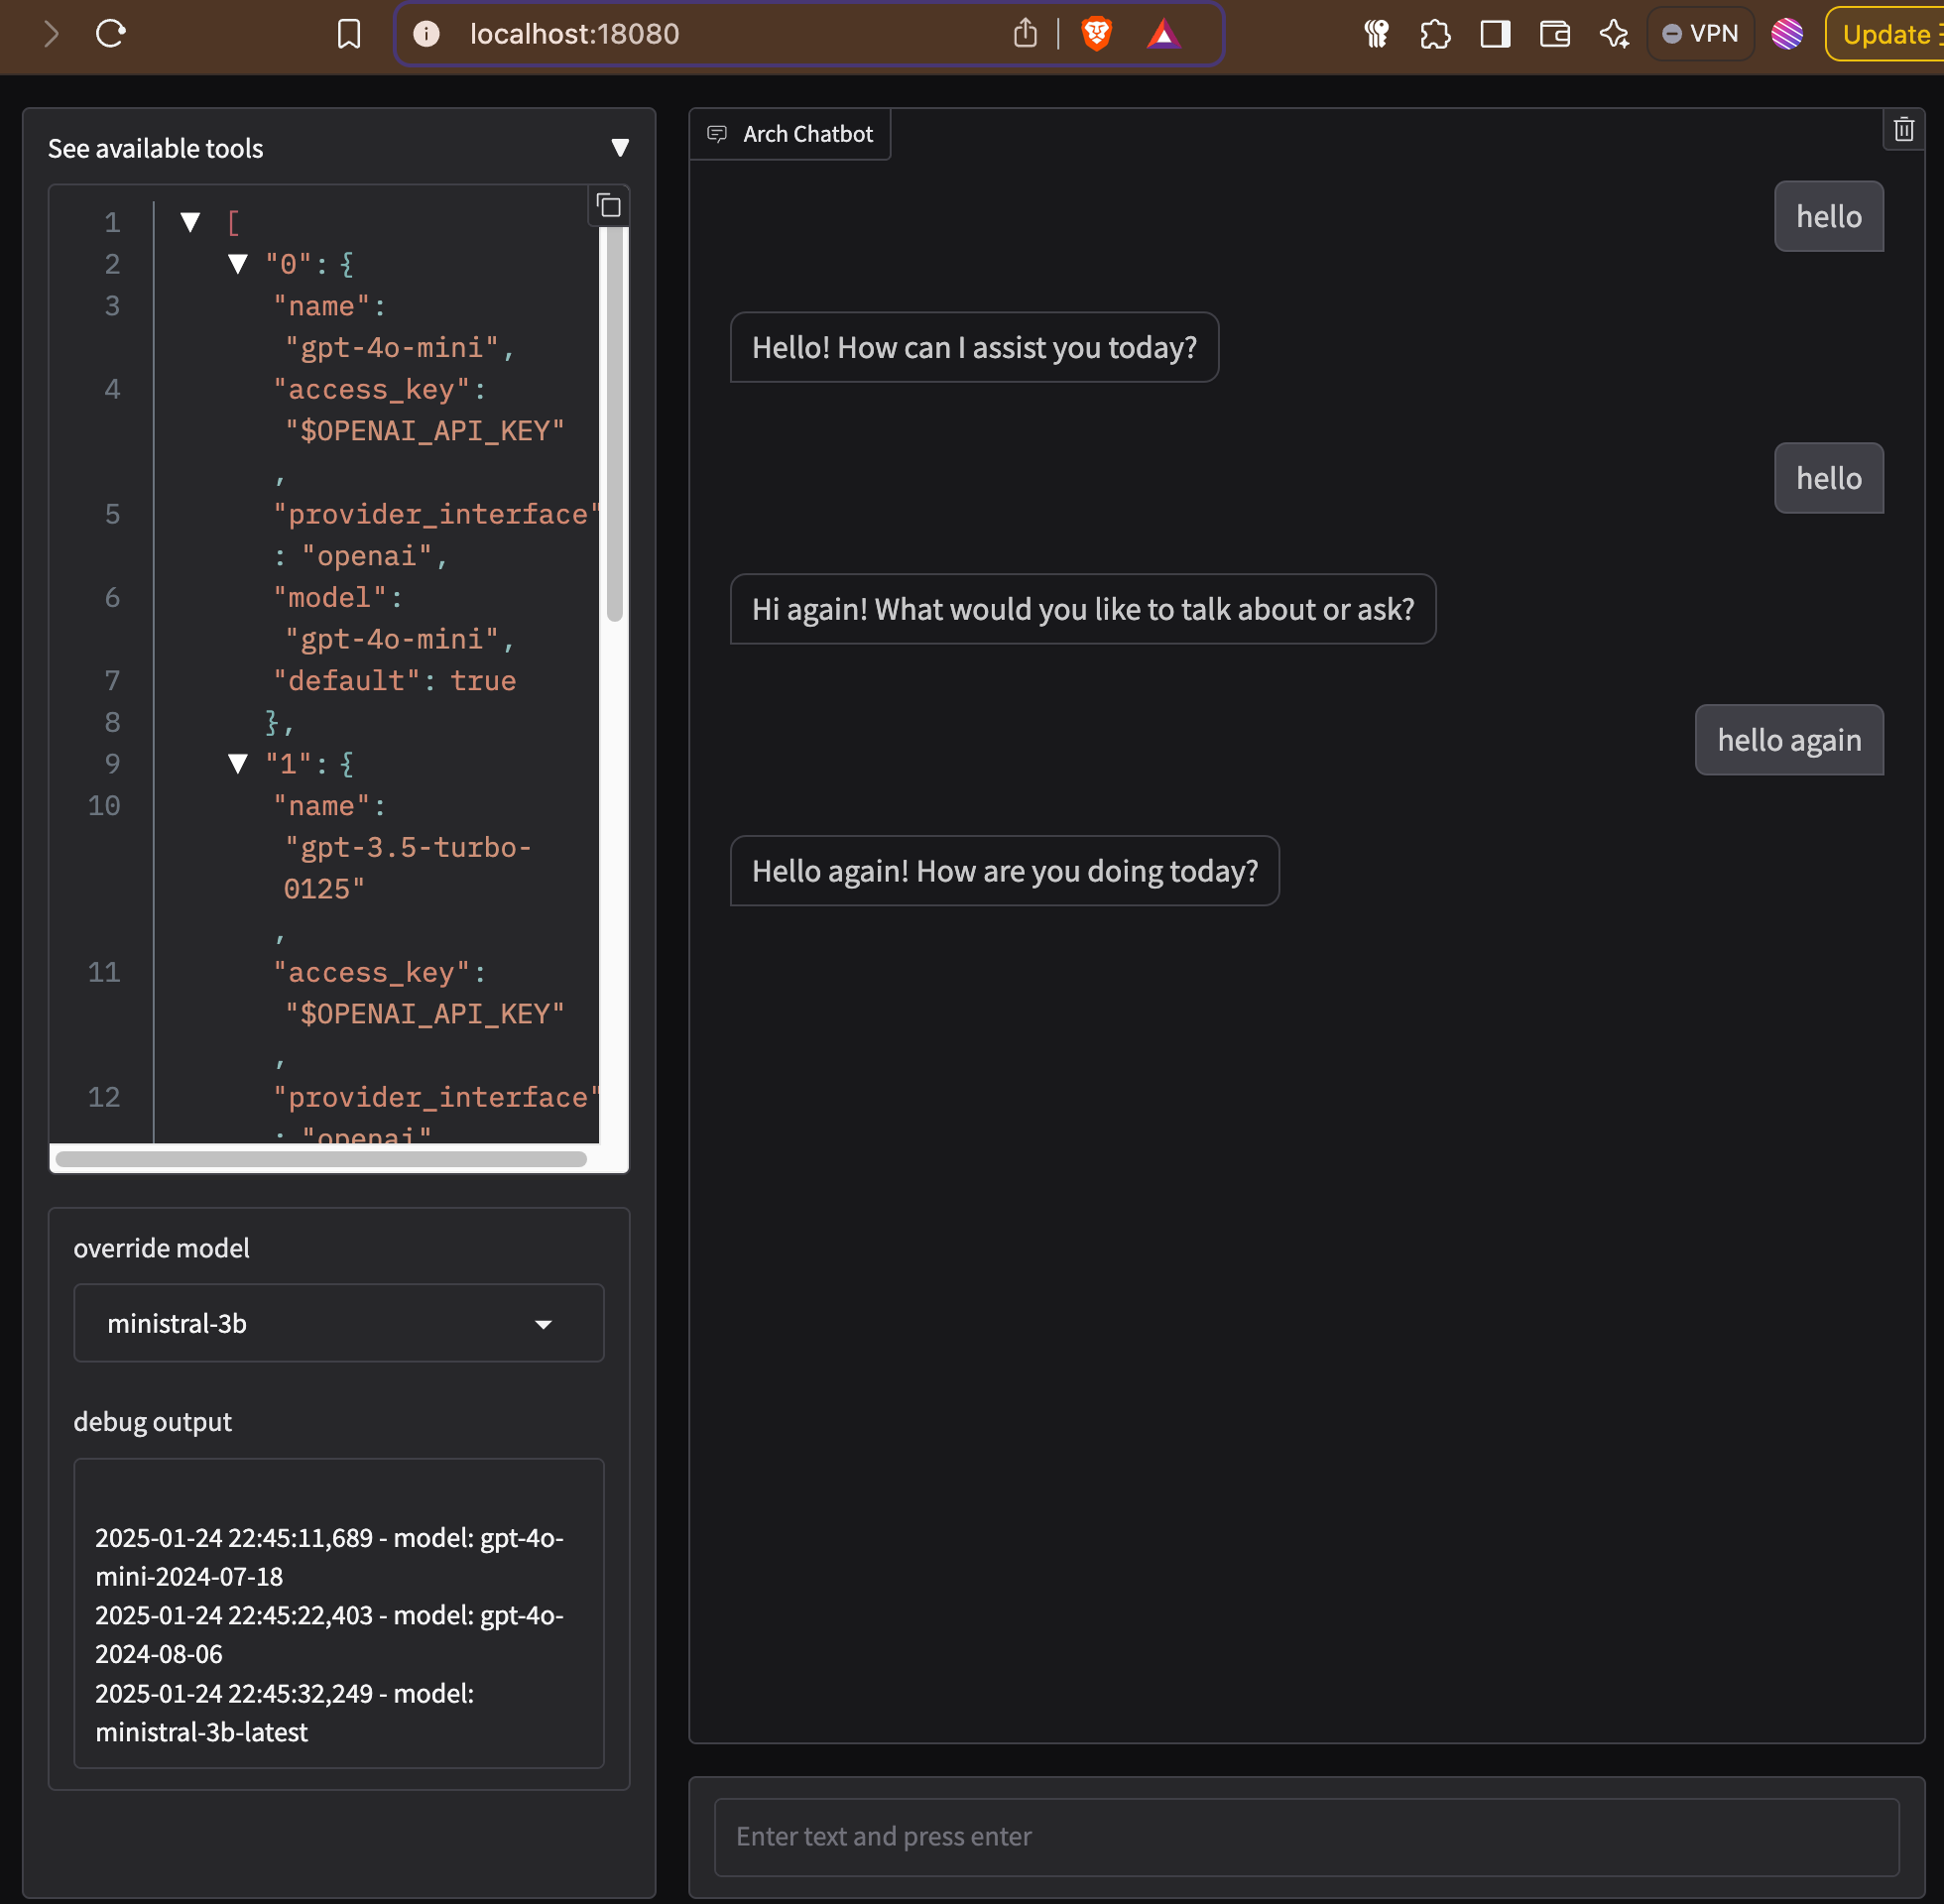 localhost:18080
VPN
Update
See available tools
1 [
2 "0": {
3 "name":
"gpt-4o-mini",
4 "access_key":
"$OPENAI_API_KEY"
,
5 "provider_interface"
: "openai",
6 "model":
"gpt-4o-mini",
7 "default": true
8 },
9 "1": {
10 "name":
"gpt-3.5-turbo-
0125"
,
11 "access_key":
"$OPENAI_API_KEY"
,
12 "provider_interface"
: "openai"
override model
ministral-3b
debug output
2025-01-24 22:45:11,689 - model: gpt-4o-
mini-2024-07-18
2025-01-24 22:45:22,403 - model: gpt-4o-
2024-08-06
2025-01-24 22:45:32,249 - model:
ministral-3b-latest
Arch Chatbot
hello
Hello! How can I assist you today?
hello
Hi again! What would you like to talk about or ask?
hello again
Hello again! How are you doing today?
Enter text and press enter